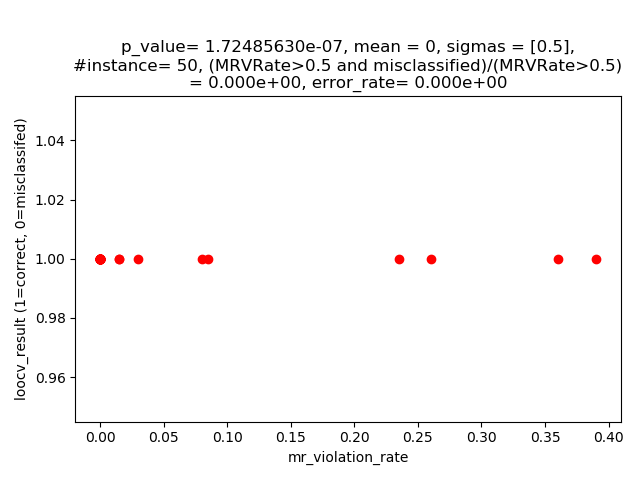 p_value= 1.72485630e-07, mean = 0, sigmas = [0.5],
#instance= 50, (MRVRate>0.5 and misclassified)/(MRVRate>0.5)
= 0.000e+00, error_rate= 0.000e+00
loocv_result (1=correct, 0=misclassifed)
1.04
1.02
1.00
0.98
0.96
0.00 0.05 0.10 0.15 0.20 0.25 0.30 0.35 0.40
mr_violation_rate